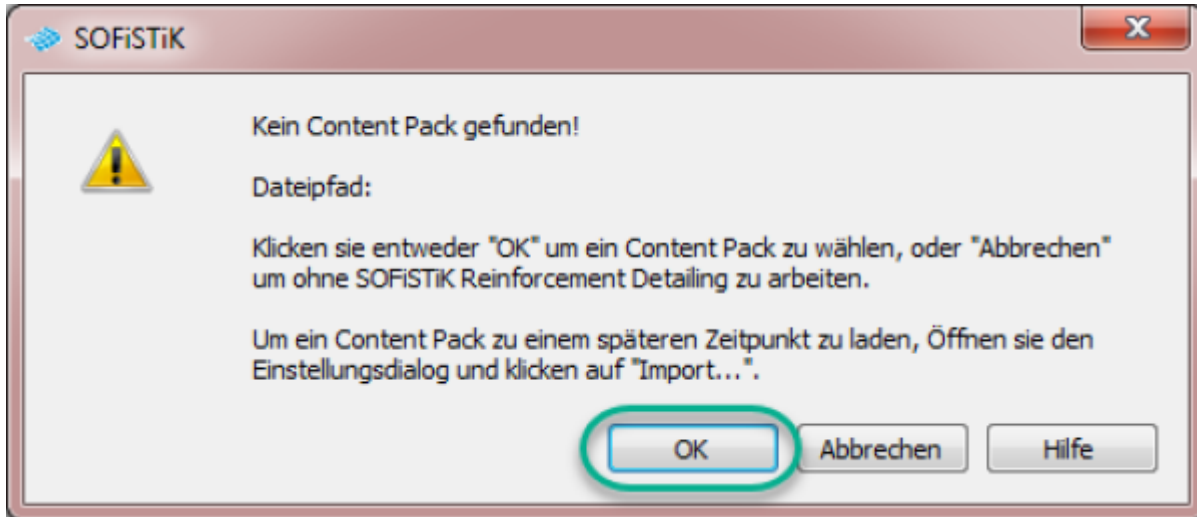 SOFiSTiK
Kein Content Pack gefunden!
Dateipfad:
Klicken sie entweder "OK" um ein Content Pack zu wählen, oder "Abbrechen"
um ohne SOFiSTiK Reinforcement Detailing zu arbeiten.
Um ein Content Pack zu einem späteren Zeitpunkt zu laden, Öffnen sie den
Einstellungsdialog und klicken auf "Import...".
OK Abbrechen Hilfe